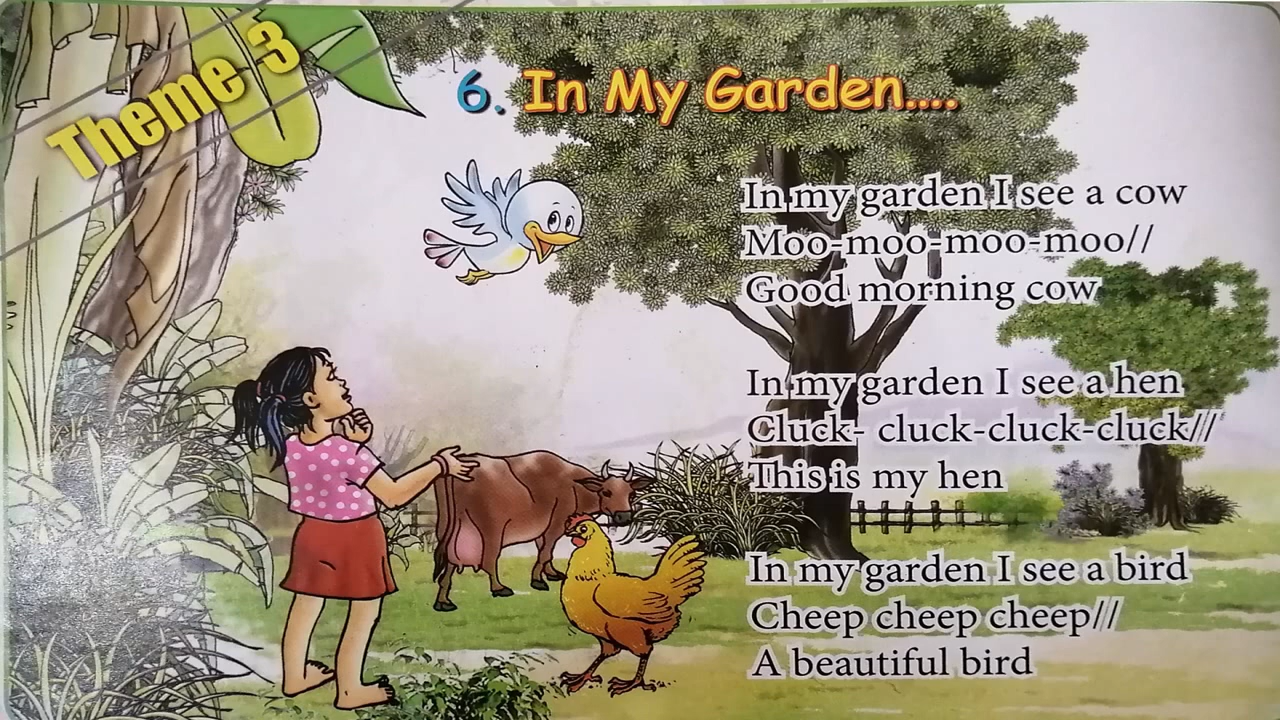 Theme 3
6. In My Garden....
In my garden I see a cow
Moo-moo-moo-moo//
Good morning cow
In my garden I see a hen
Cluck- cluck-cluck-cluck//
This is my hen
In my garden I see a bird
Cheep cheep cheep//
A beautiful bird